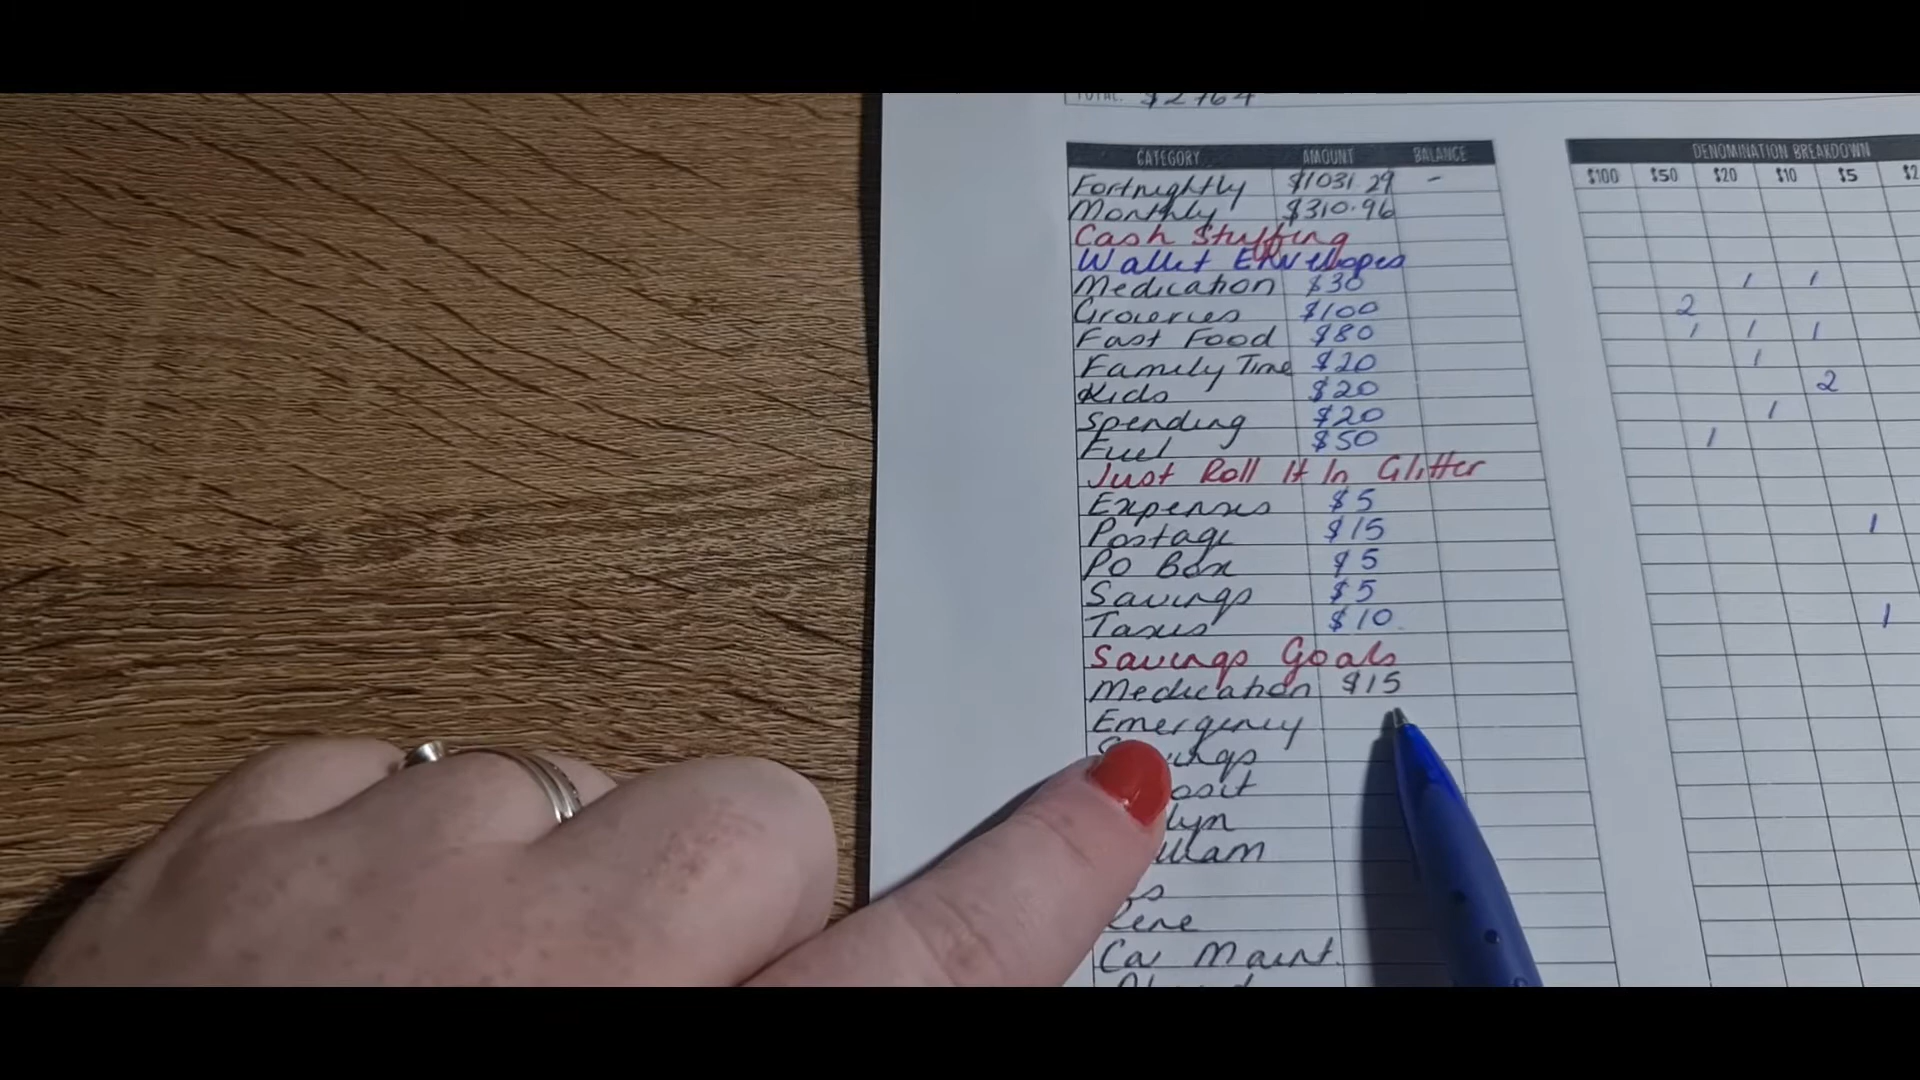 TOTAL: $2764
CATEGORY AMOUNT BALANCE
Fortnightly $1031.29 -
Monthly $310.96
Cash Stuffing
Wallet Envelopes
Medication $30
Groceries $100
Fast Food $80
Family Time $20
Kids $20
Spending $20
Fuel $50
Just Roll It In Glitter
Expenses $5
Postage $15
PO Box $5
Savings $5
Taxes $10
Savings Goals
Medication $15
Emergency
Car Maint.
DENOMINATION BREAKDOWN
$100 $50 $20 $10 $5 $2
1 1
2
1 1 1
1
2
1
1
1
1